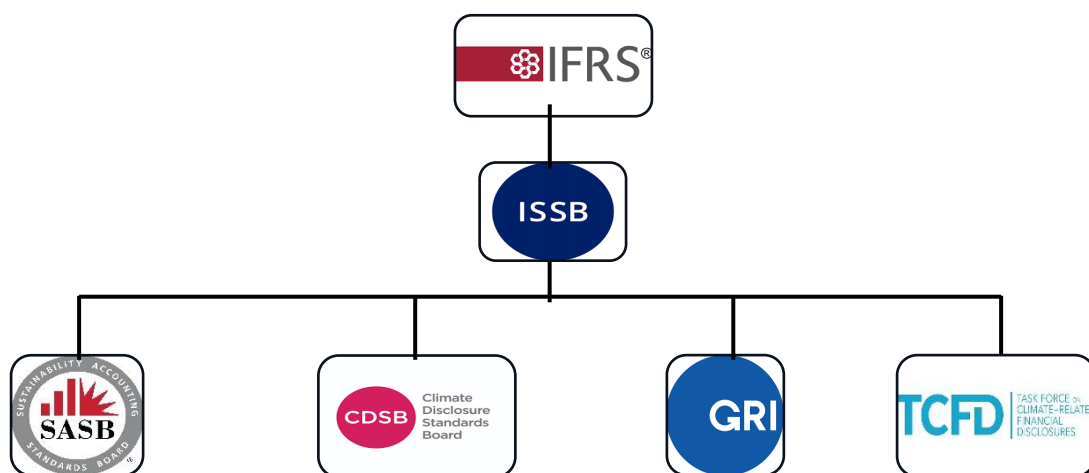 IFRS®
ISSB
SUSTAINABILITY ACCOUNTING
SASB
STANDARDS BOARD
CDSB
Climate
Disclosure
Standards
Board
GRI
TCFD
TASK FORCE on
CLIMATE-RELATE
FINANCIAL
DISCLOSURES